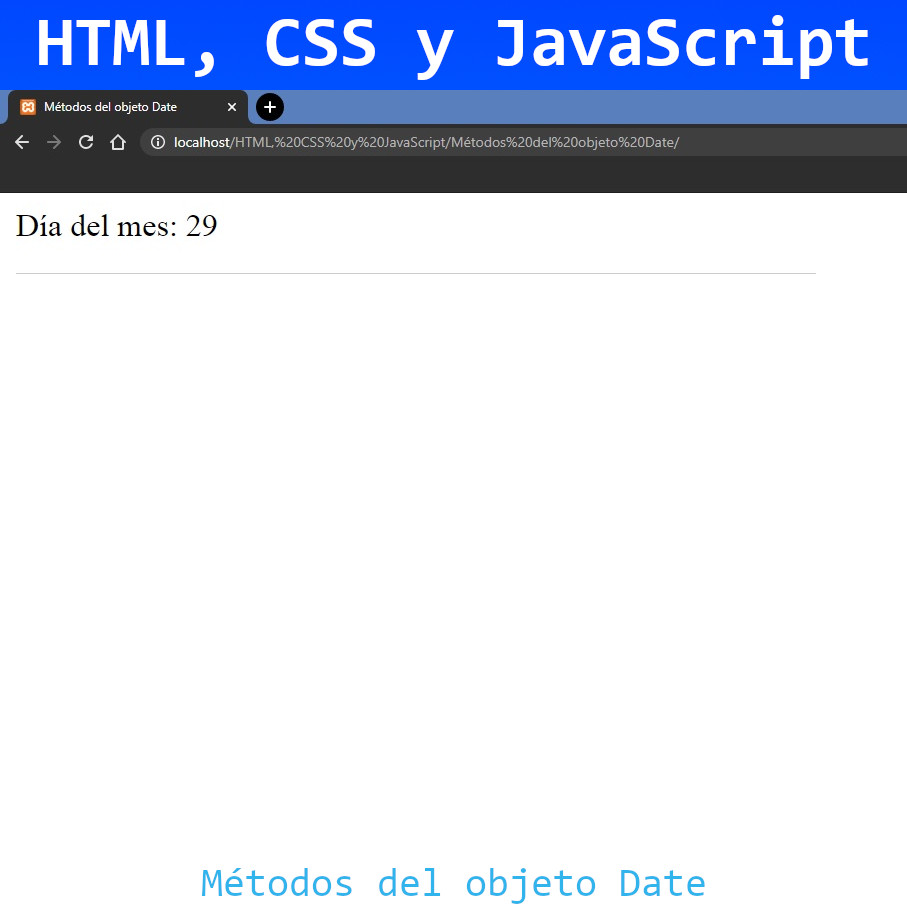 HTML, CSS y JavaScript
Métodos del objeto Date
localhost/HTML,%20CSS%20y%20JavaScript/Métodos%20del%20objeto%20Date/
Día del mes: 29
Métodos del objeto Date